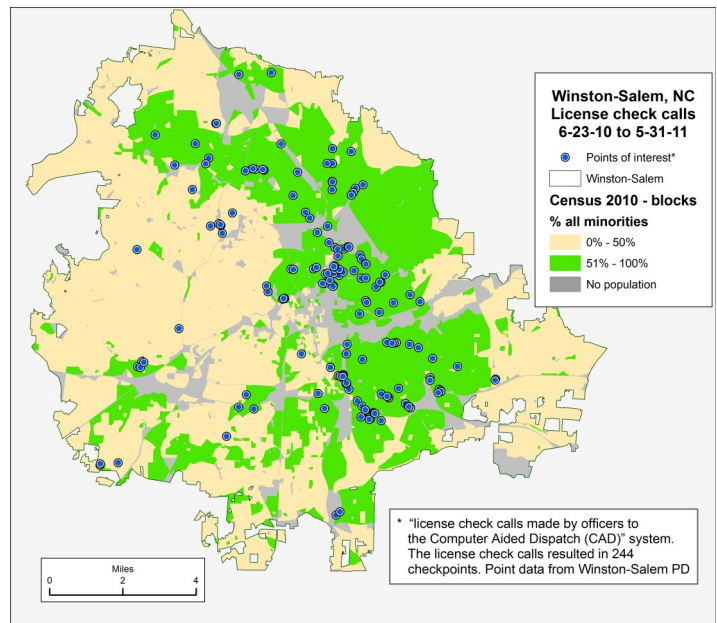 Winston-Salem, NC
License check calls
6-23-10 to 5-31-11
Points of interest*
Winston-Salem
Census 2010 - blocks
% all minorities
0% - 50%
51% - 100%
No population
* "license check calls made by officers to
the Computer Aided Dispatch (CAD)" system.
The license check calls resulted in 244
checkpoints. Point data from Winston-Salem PD
Miles
0 2 4